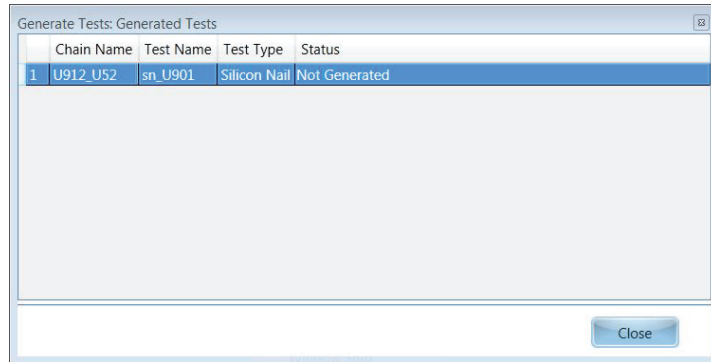 Generate Tests: Generated Tests
Chain Name Test Name Test Type Status
1 U912_U52 sn_U901 Silicon Nail Not Generated
Close